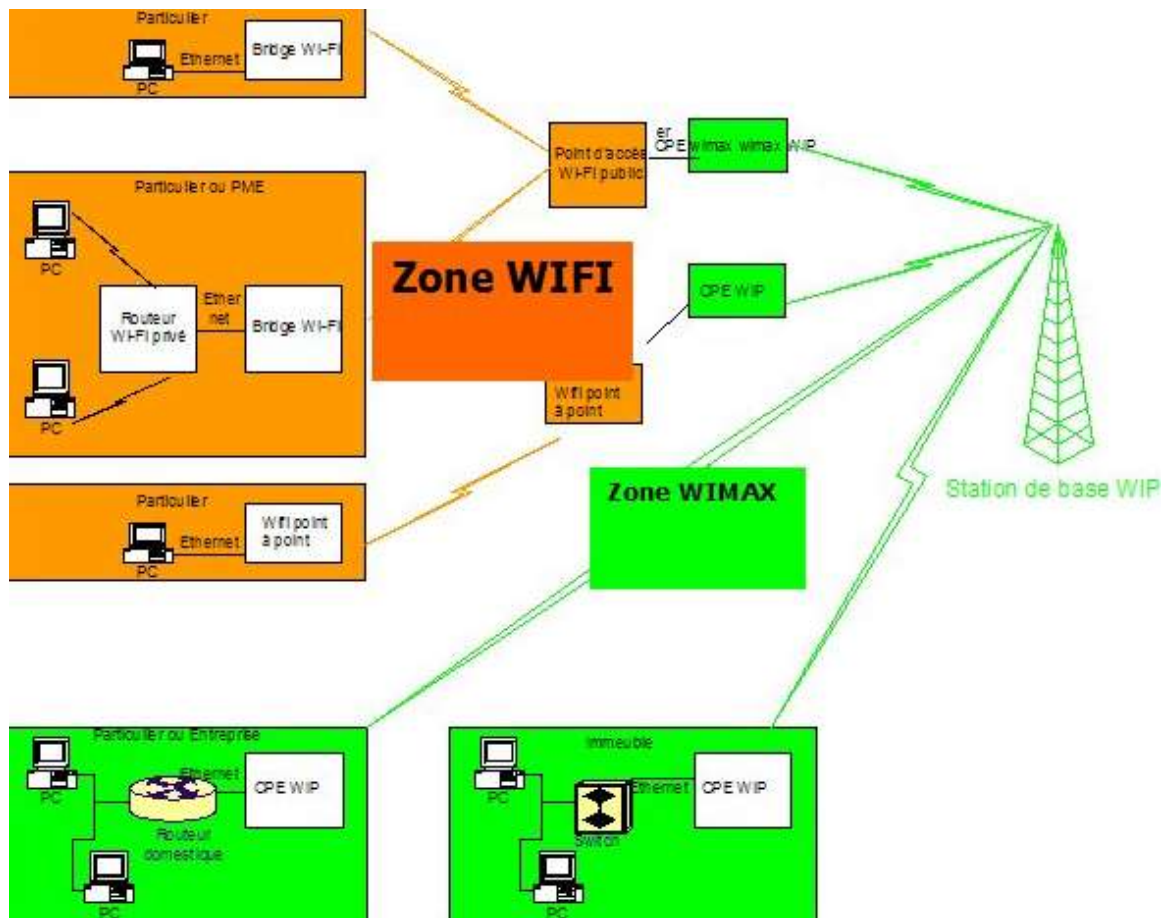 Particulier
Ethernet
Bridge WI-FI
PC
er
CPE wimax wimax
Point d'accès
WI-FI public
Particulier ou PME
PC
Zone WIFI
CPE WIP
Ether
net
Routeur
WI-FI privé
Bridge WI-FI
PC
Wifi point
à point
Station de base WIP
Zone WIMAX
Particulier
Wifi point
à point
Ethernet
PC
Particulier ou Entreprise
PC
Ethernet
CPE WIP
Routeur
domestique
PC
Immeuble
PC
Ethernet
CPE WIP
Switch
PC